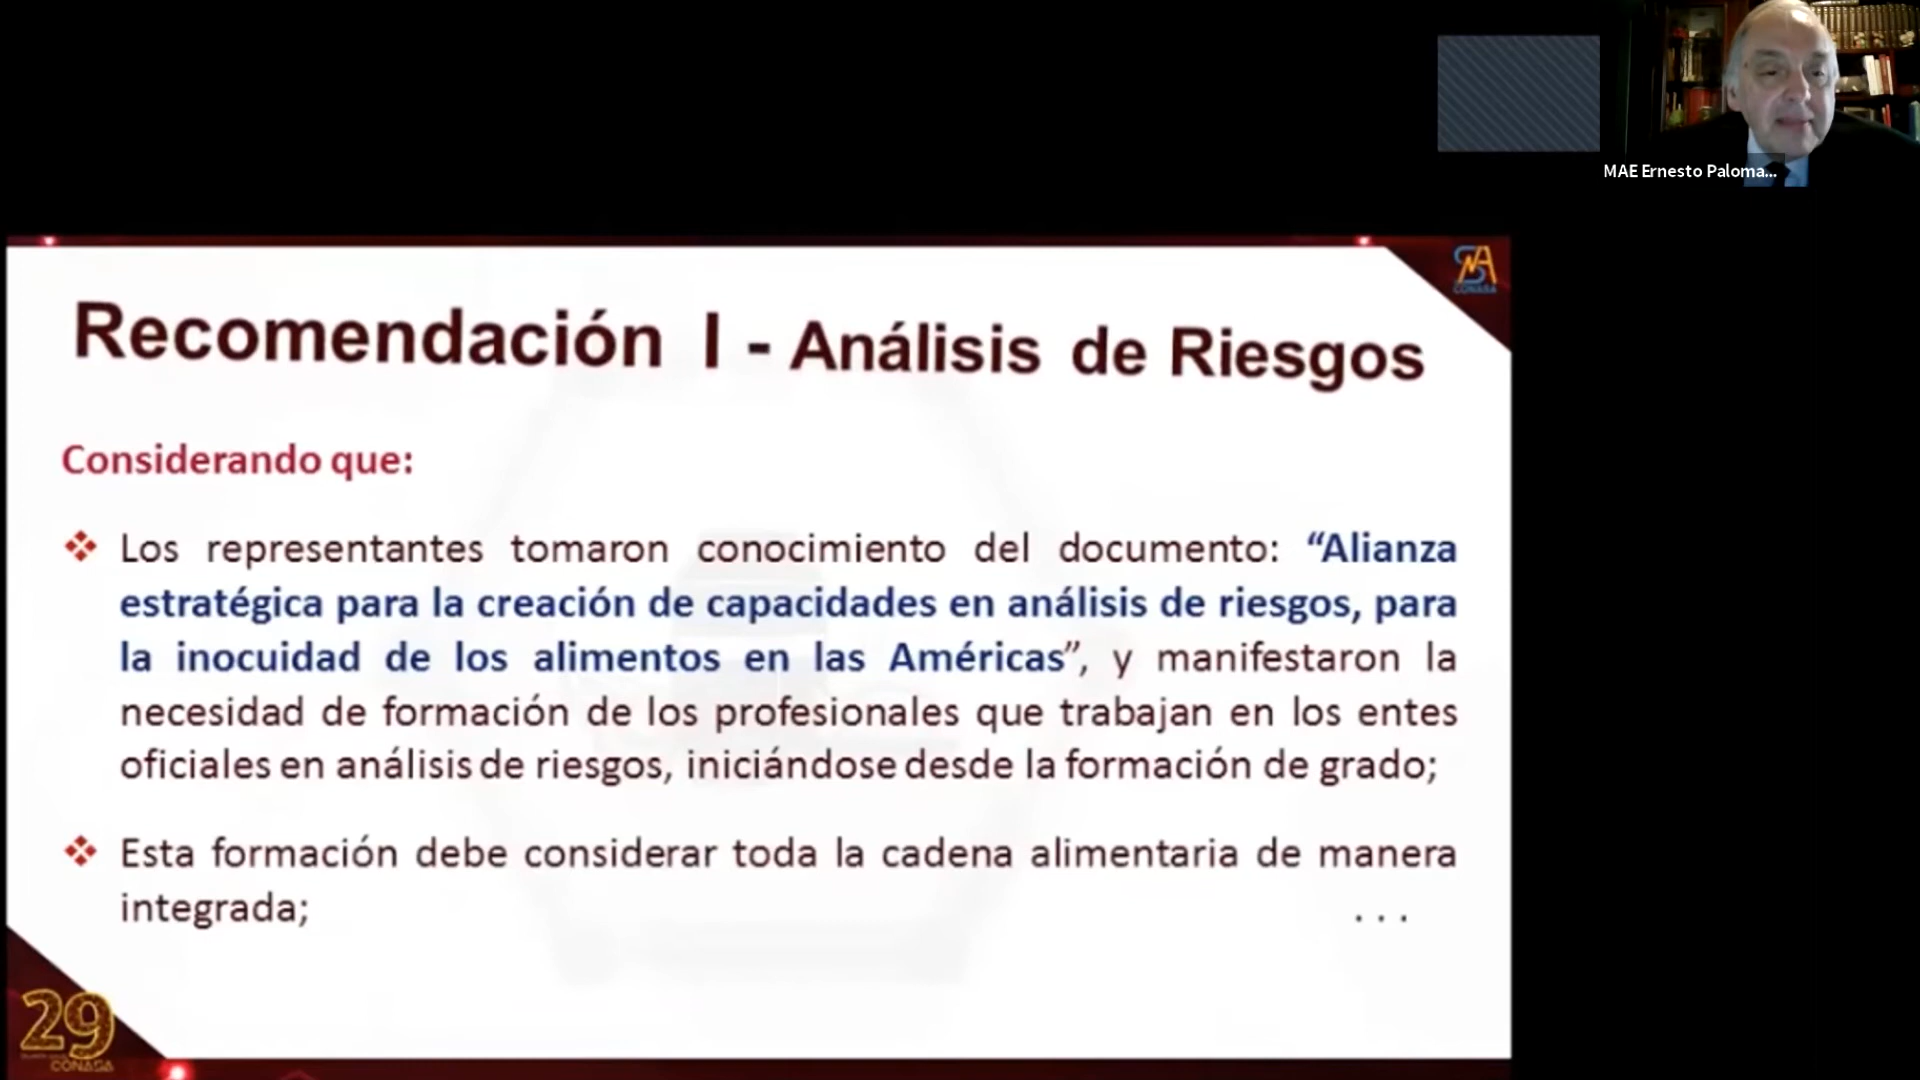 MAE Ernesto Paloma...
CONASA
Recomendación I - Análisis de Riesgos
Considerando que:
Los representantes tomaron conocimiento del documento: “Alianza
estratégica para la creación de capacidades en análisis de riesgos, para
la inocuidad de los alimentos en las Américas”, y manifestaron la
necesidad de formación de los profesionales que trabajan en los entes
oficiales en análisis de riesgos, iniciándose desde la formación de grado;
Esta formación debe considerar toda la cadena alimentaria de manera
integrada;
. . .
29
CONASA